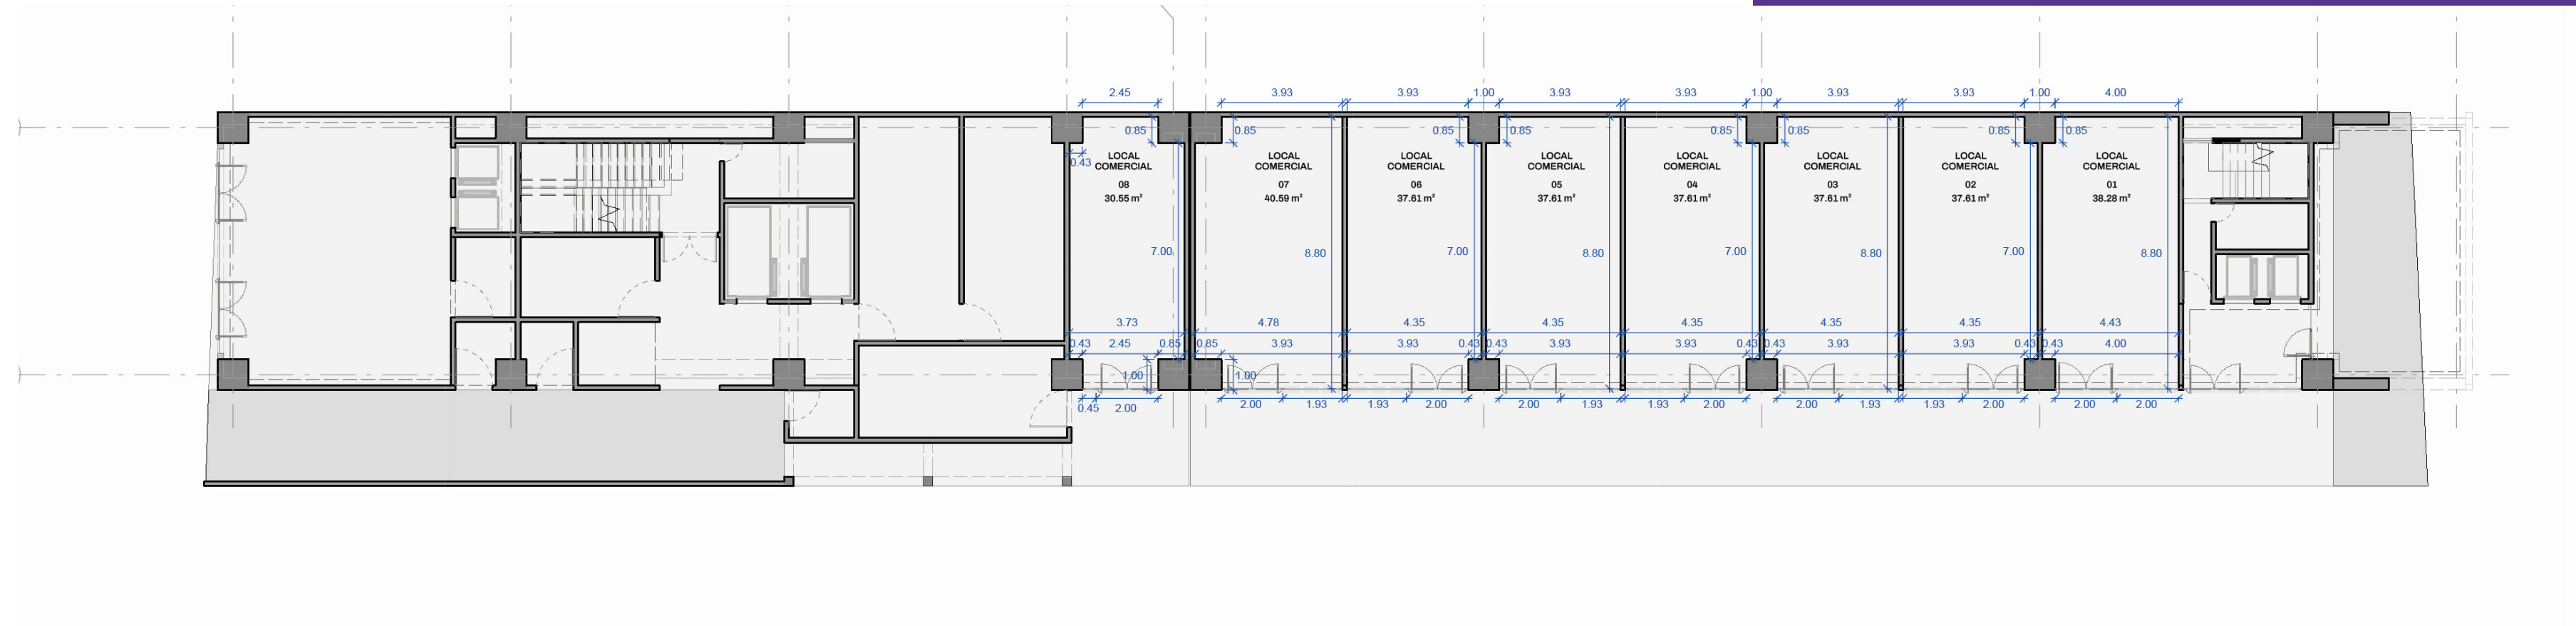 2.45 3.93 3.93 1.00 3.93 3.93 1.00 3.93 3.93 1.00 4.00
0.85 0.85 0.85 0.85 0.85 0.85 0.85 0.85
0.43
LOCAL
COMERCIAL
08
30.55 m²
LOCAL
COMERCIAL
07
40.59 m²
LOCAL
COMERCIAL
06
37.61 m²
LOCAL
COMERCIAL
05
37.61 m²
LOCAL
COMERCIAL
04
37.61 m²
LOCAL
COMERCIAL
03
37.61 m²
LOCAL
COMERCIAL
02
37.61 m²
LOCAL
COMERCIAL
01
38.28 m²
7.00 8.80 7.00 8.80 7.00 8.80 7.00 8.80
3.73 4.78 4.35 4.35 4.35 4.35 4.35 4.43
0.43 2.45 0.85 0.85 3.93 3.93 0.43 0.43 3.93 3.93 0.43 0.43 3.93 3.93 0.43 0.43 4.00
1.00 1.00
0.45 2.00 2.00 1.93 1.93 2.00 2.00 1.93 1.93 2.00 2.00 1.93 1.93 2.00 2.00 2.00